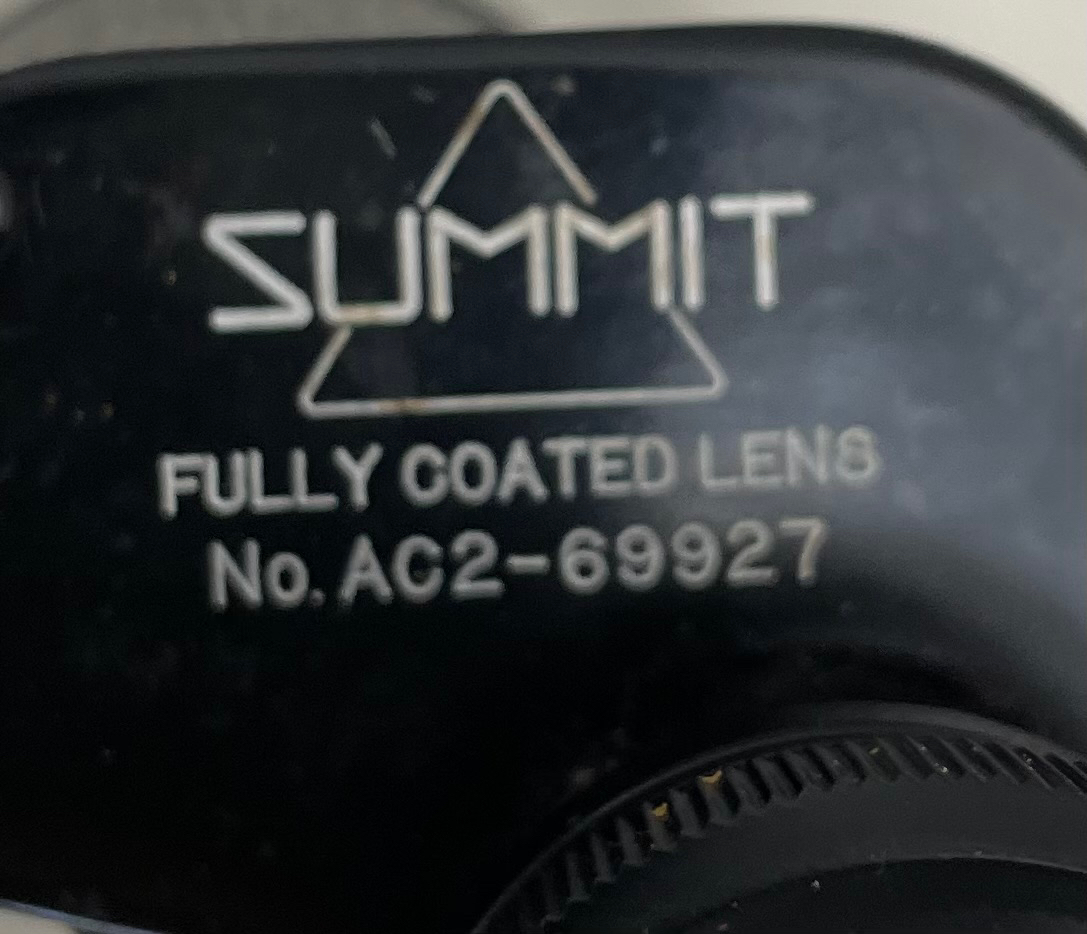 SUMMIT
FULLY COATED LENS
No. AC2-69927